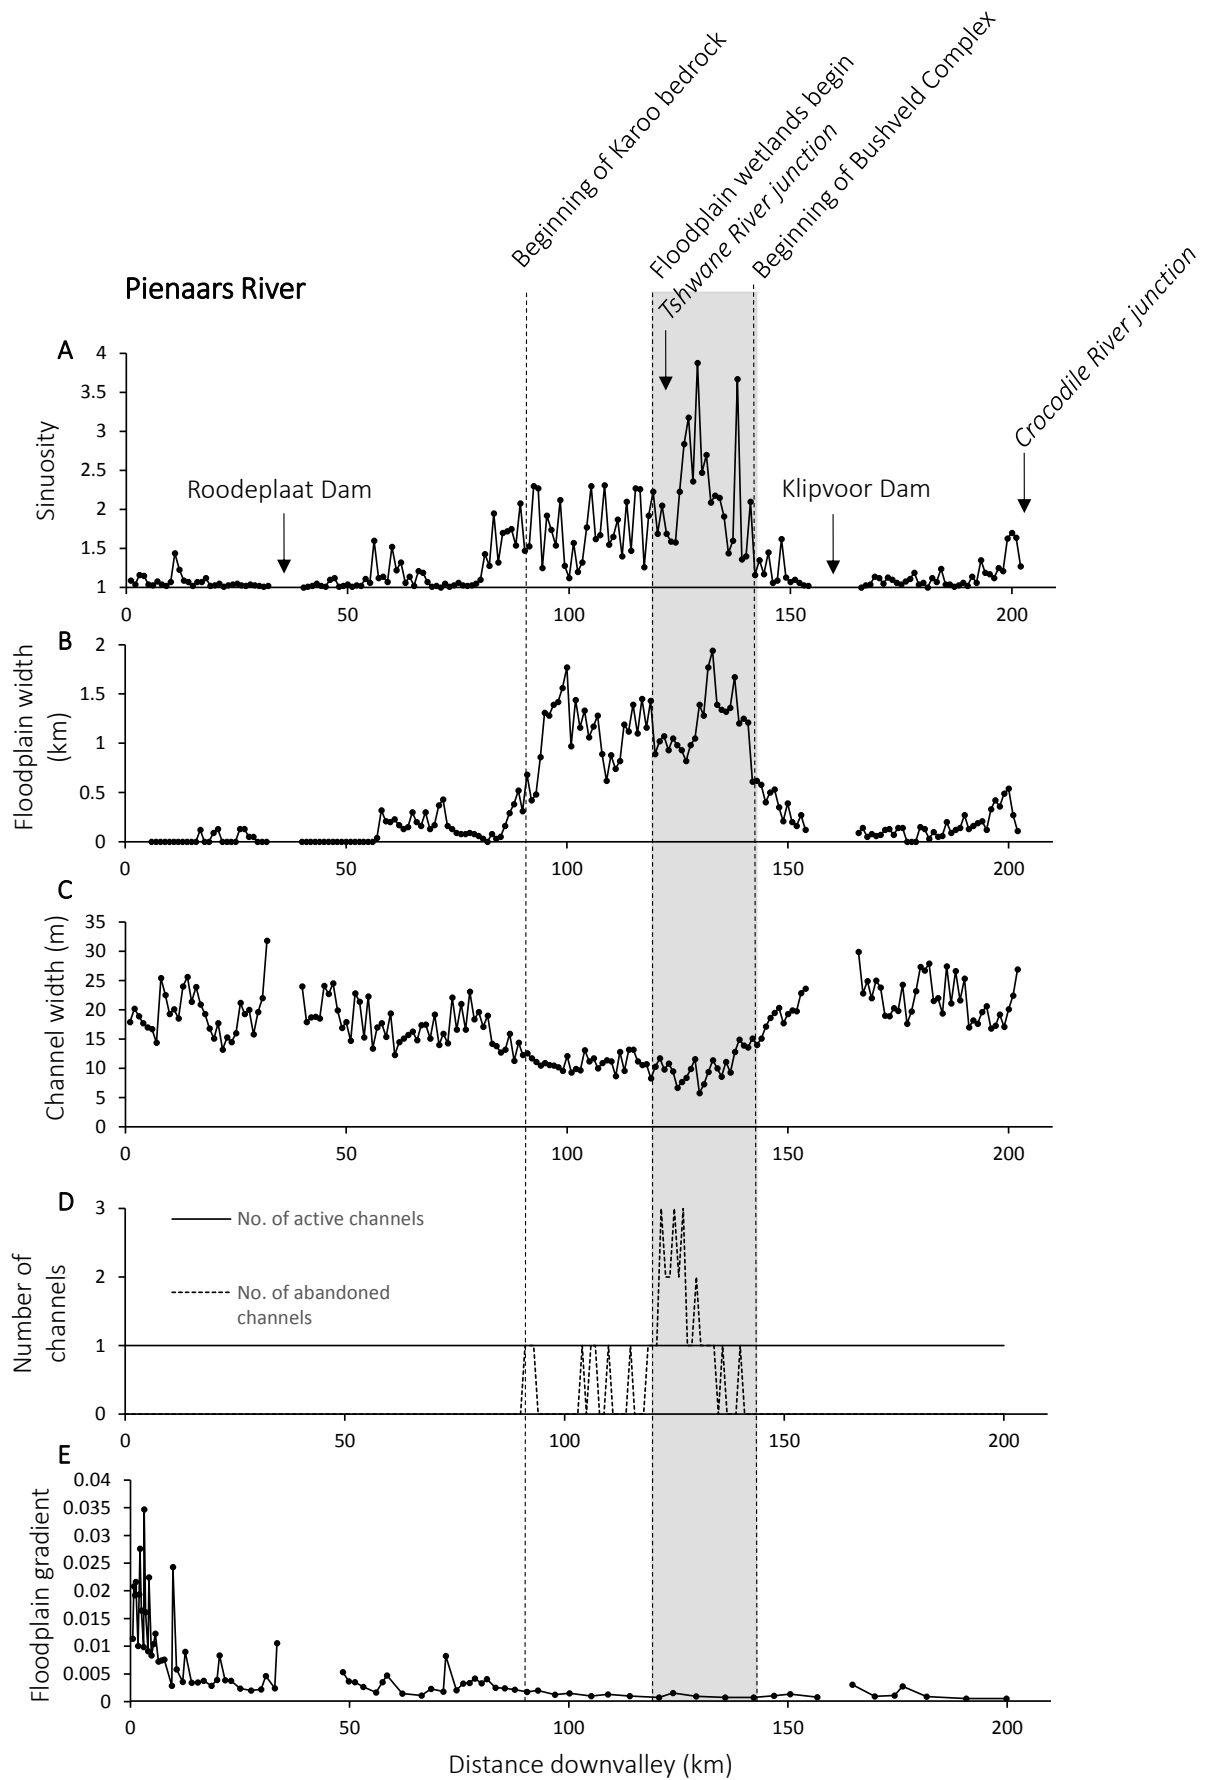 Beginning of Karoo bedrock
Floodplain wetlands begin
Tshwane River junction
Beginning of Bushveld Complex
Crocodile River junction
Pienaars River
A
Sinuosity
4
3.5
3
2.5
2
1.5
1
Roodeplaat Dam
Klipvoor Dam
0
50
100
150
200
B
Floodplain width
(km)
2
1.5
1
0.5
0
0
50
100
150
200
C
Channel width (m)
35
30
25
20
15
10
5
0
0
50
100
150
200
D
Number of
channels
3
2
1
0
No. of active channels
No. of abandoned
channels
0
50
100
150
200
E
Floodplain gradient
0.04
0.035
0.03
0.025
0.02
0.015
0.01
0.005
0
0
50
100
150
200
Distance downvalley (km)